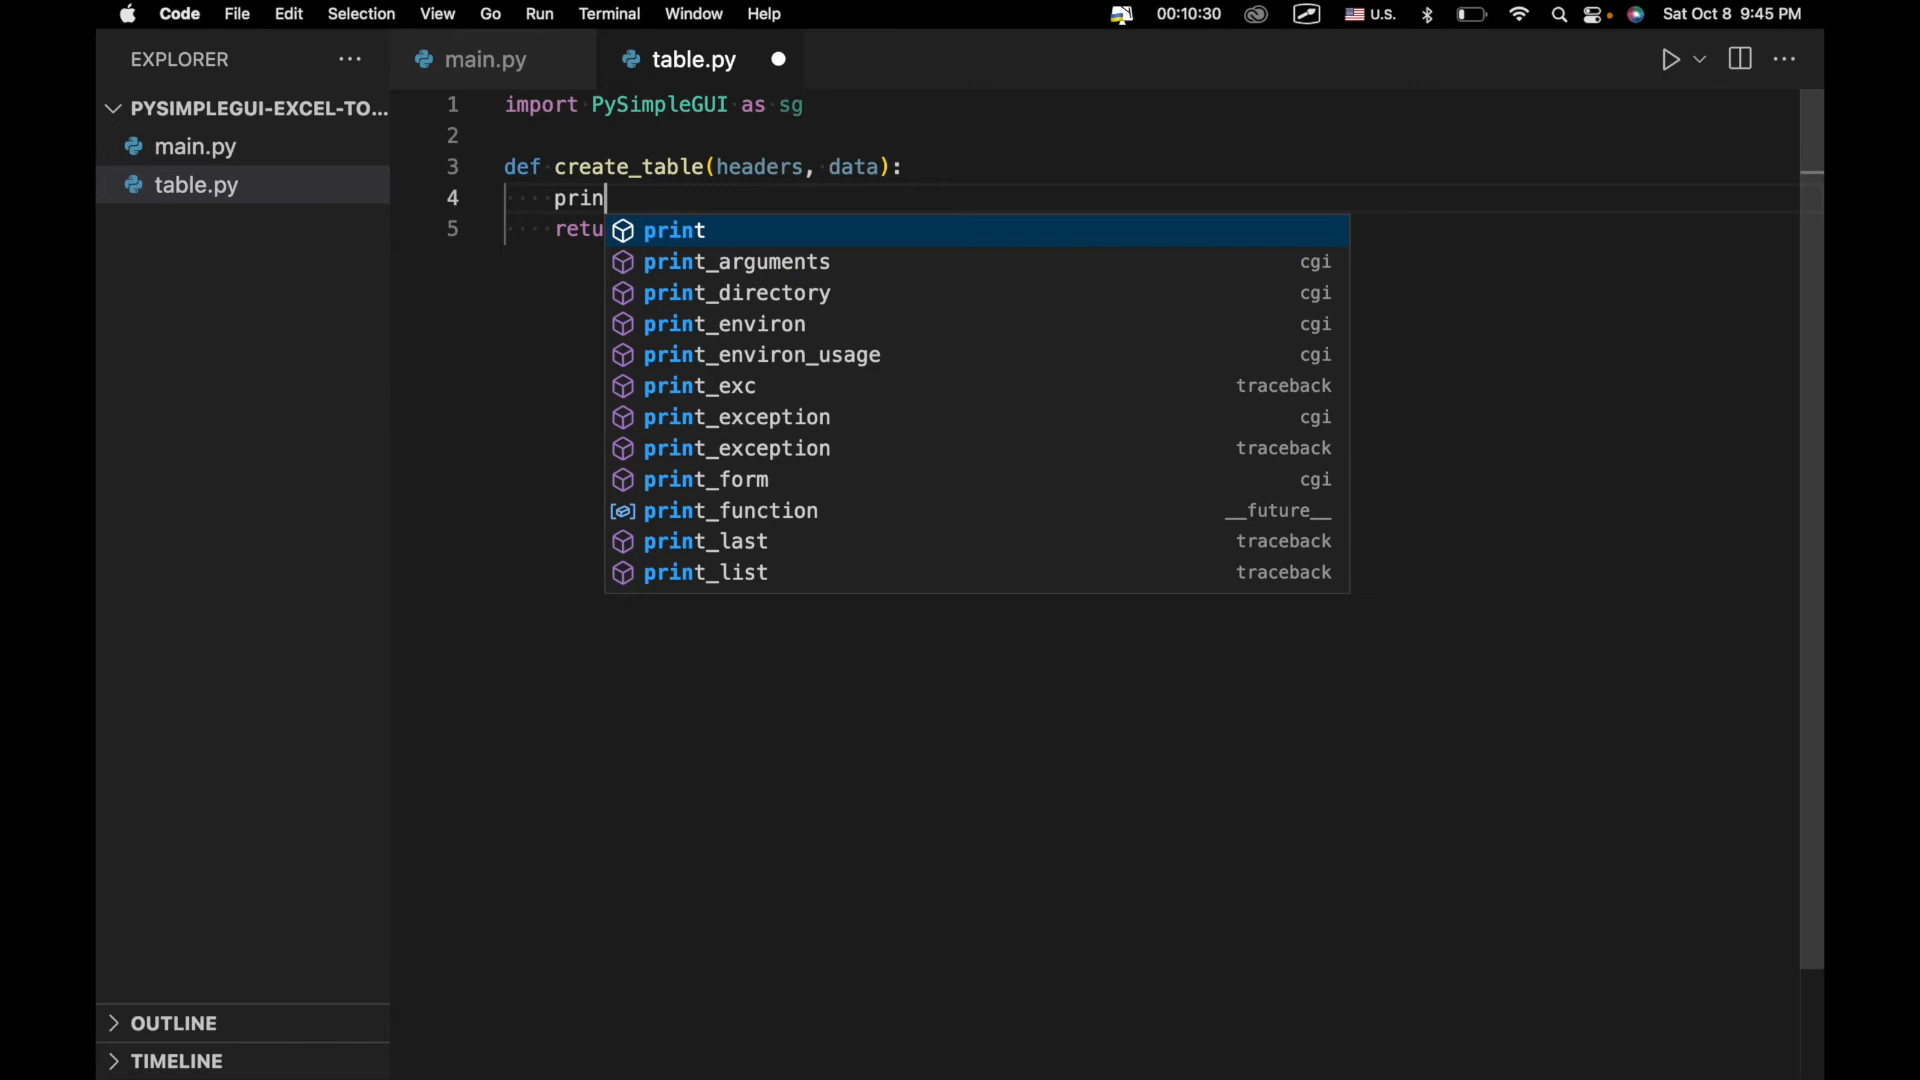 Code File Edit Selection View Go Run Terminal Window Help 00:10:30 U.S. Sat Oct 8 9:45 PM
EXPLORER ···
main.py
table.py
PYSIMPLEGUI-EXCEL-TO...
main.py
table.py
1 import PySimpleGUI as sg
2
3 def create_table(headers, data):
4 prin
5 retu
print
print_arguments cgi
print_directory cgi
print_environ cgi
print_environ_usage cgi
print_exc traceback
print_exception cgi
print_exception traceback
print_form cgi
print_function __future__
print_last traceback
print_list traceback
OUTLINE
TIMELINE